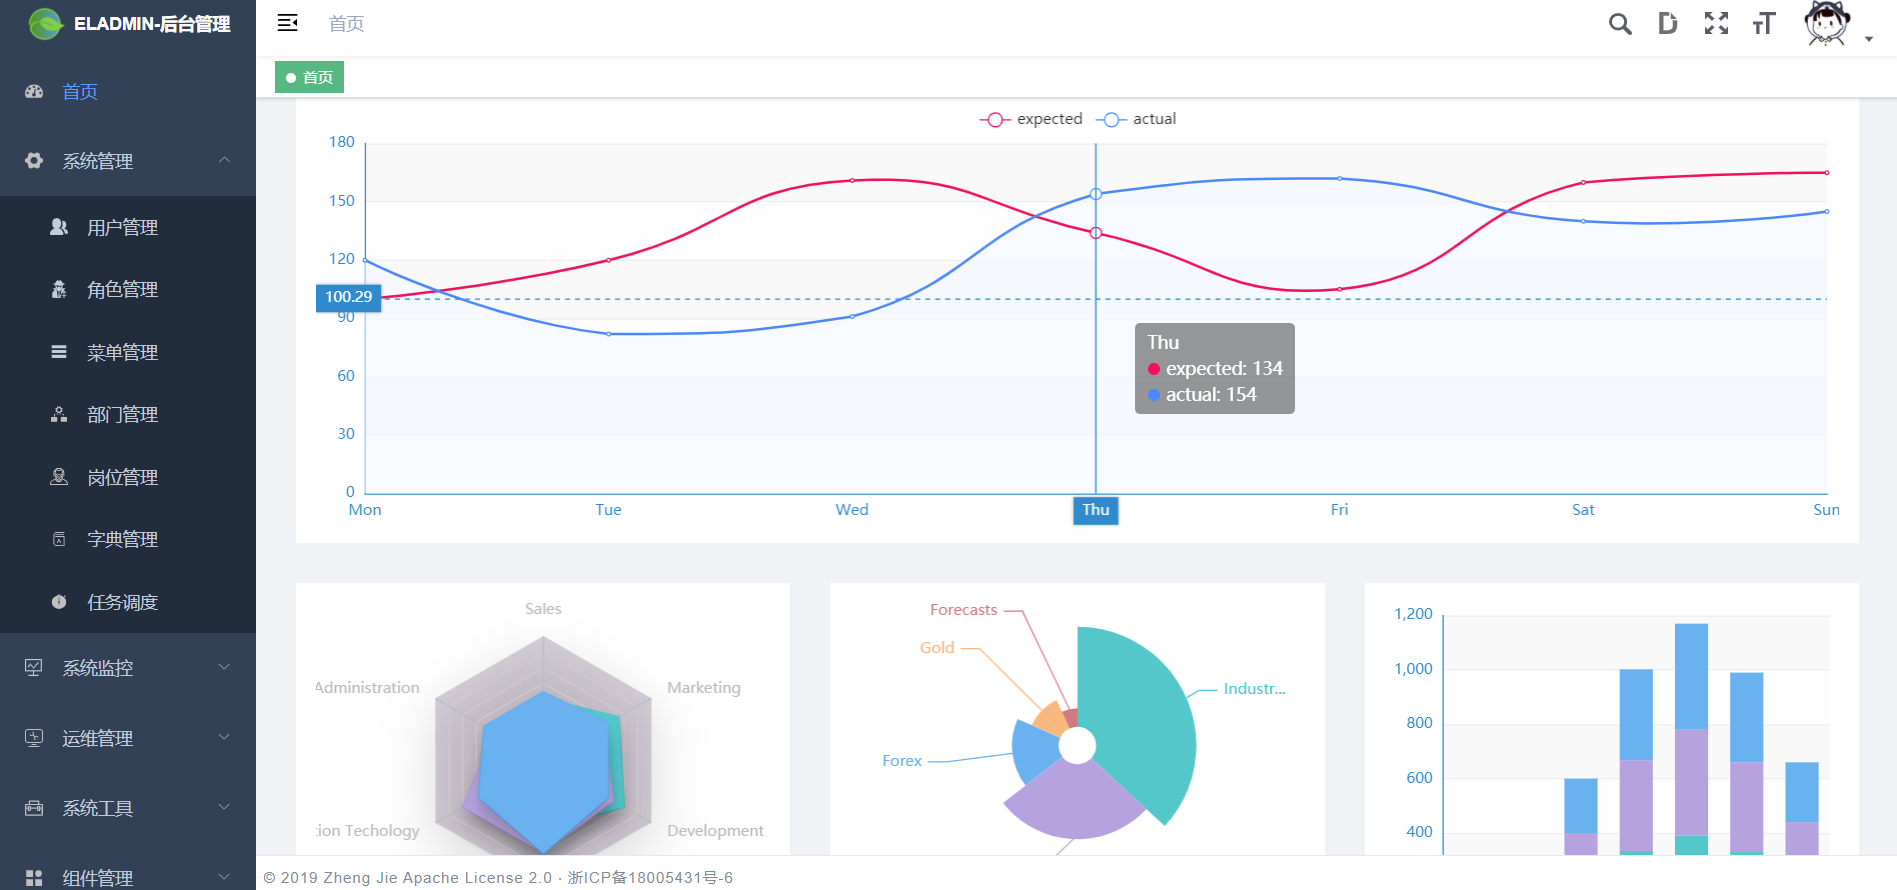 ELADMIN-后台管理
首页
系统管理
用户管理
角色管理
菜单管理
部门管理
岗位管理
字典管理
任务调度
系统监控
运维管理
系统工具
组件管理
首页
首页
expected
actual
180
150
120
100.29
90
60
30
0
Mon
Tue
Wed
Thu
Fri
Sat
Sun
Thu
expected: 134
actual: 154
Sales
Administration
Marketing
tion Techology
Development
Forecasts
Gold
Industr...
Forex
1,200
1,000
800
600
400
© 2019 Zheng Jie Apache License 2.0 · 浙ICP备18005431号-6